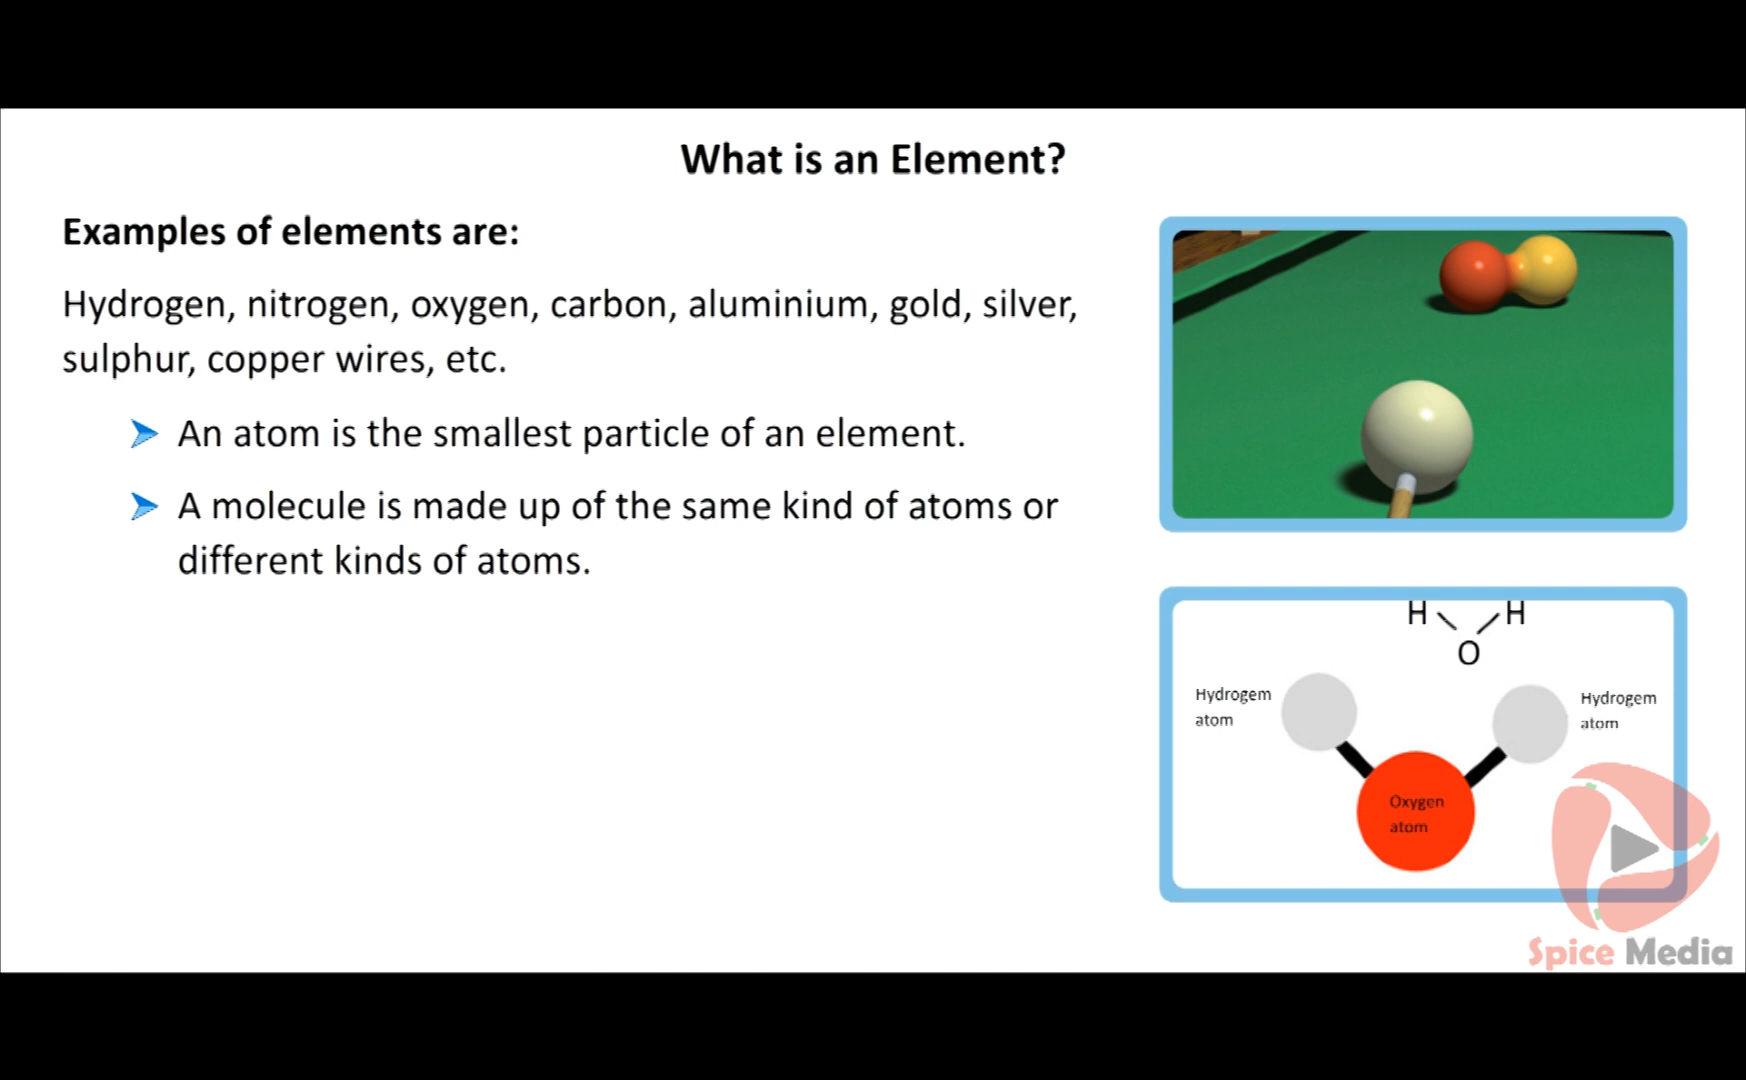 What is an Element?
Examples of elements are:
Hydrogen, nitrogen, oxygen, carbon, aluminium, gold, silver,
sulphur, copper wires, etc.
An atom is the smallest particle of an element.
A molecule is made up of the same kind of atoms or
different kinds of atoms.
H H
O
Hydrogem
atom
Hydrogem
atom
Oxygen
atom
Spice Media